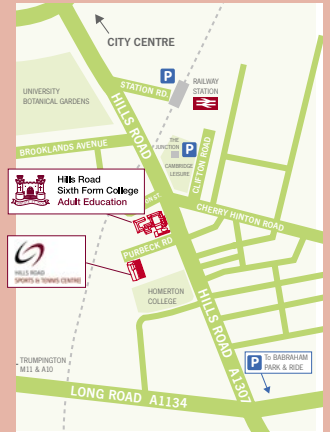 CITY CENTRE
P
RAILWAY
STATION
STATION RD.
UNIVERSITY
BOTANICAL GARDENS
HILLS ROAD
BROOKLANDS AVENUE
THE
JUNCTION
P
CAMBRIDGE
LEISURE
CLIFTON ROAD
Hills Road
Sixth Form College
Adult Education
ST.
CHERRY HINTON ROAD
PURBECK RD
HILLS ROAD
SPORTS & TENNIS CENTRE
HOMERTON
COLLEGE
HILLS ROAD A1307
P
To BABRAHAM
PARK & RIDE
TRUMPINGTON
M11 & A10
LONG ROAD A1134